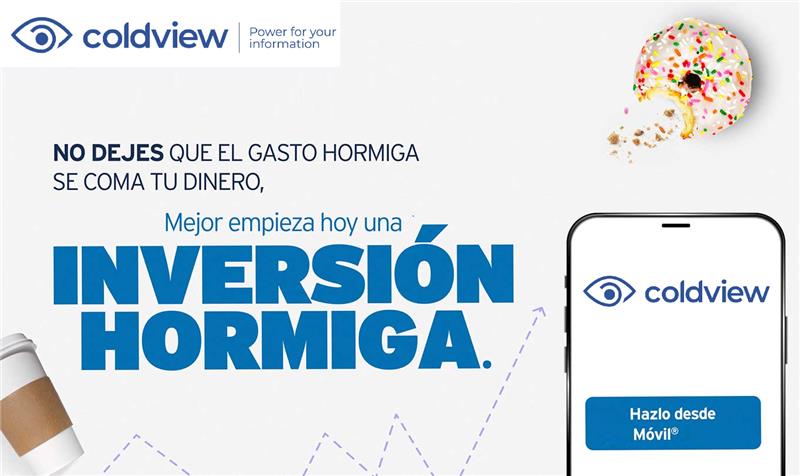 coldview
Power for your
information
NO DEJES QUE EL GASTO HORMIGA
SE COMA TU DINERO,
Mejor empieza hoy una
INVERSIÓN
HORMIGA.
coldview
Hazlo desde
Móvil®